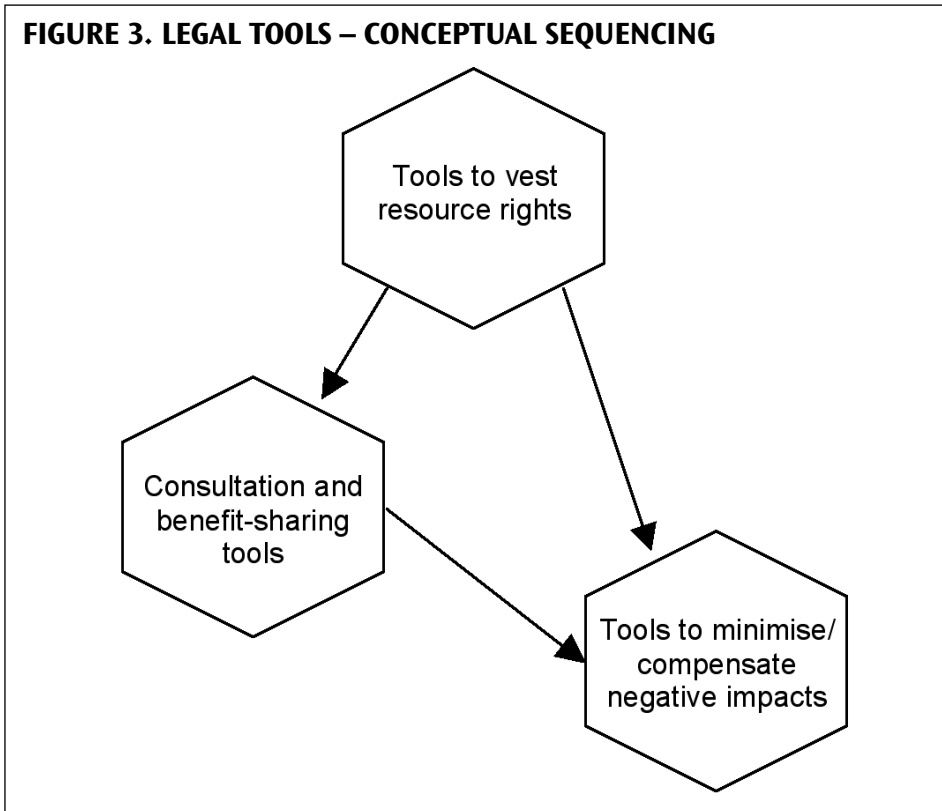 FIGURE 3. LEGAL TOOLS – CONCEPTUAL SEQUENCING
Tools to vest
resource rights
Consultation and
benefit-sharing
tools
Tools to minimise/
compensate
negative impacts